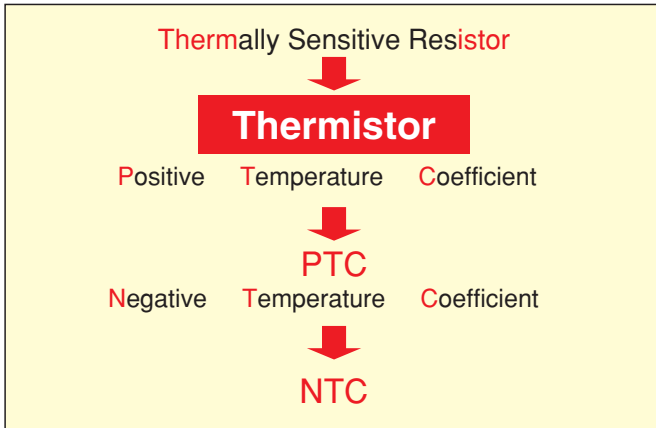 Thermally Sensitive Resistor
Thermistor
Positive Temperature Coefficient
PTC
Negative Temperature Coefficient
NTC